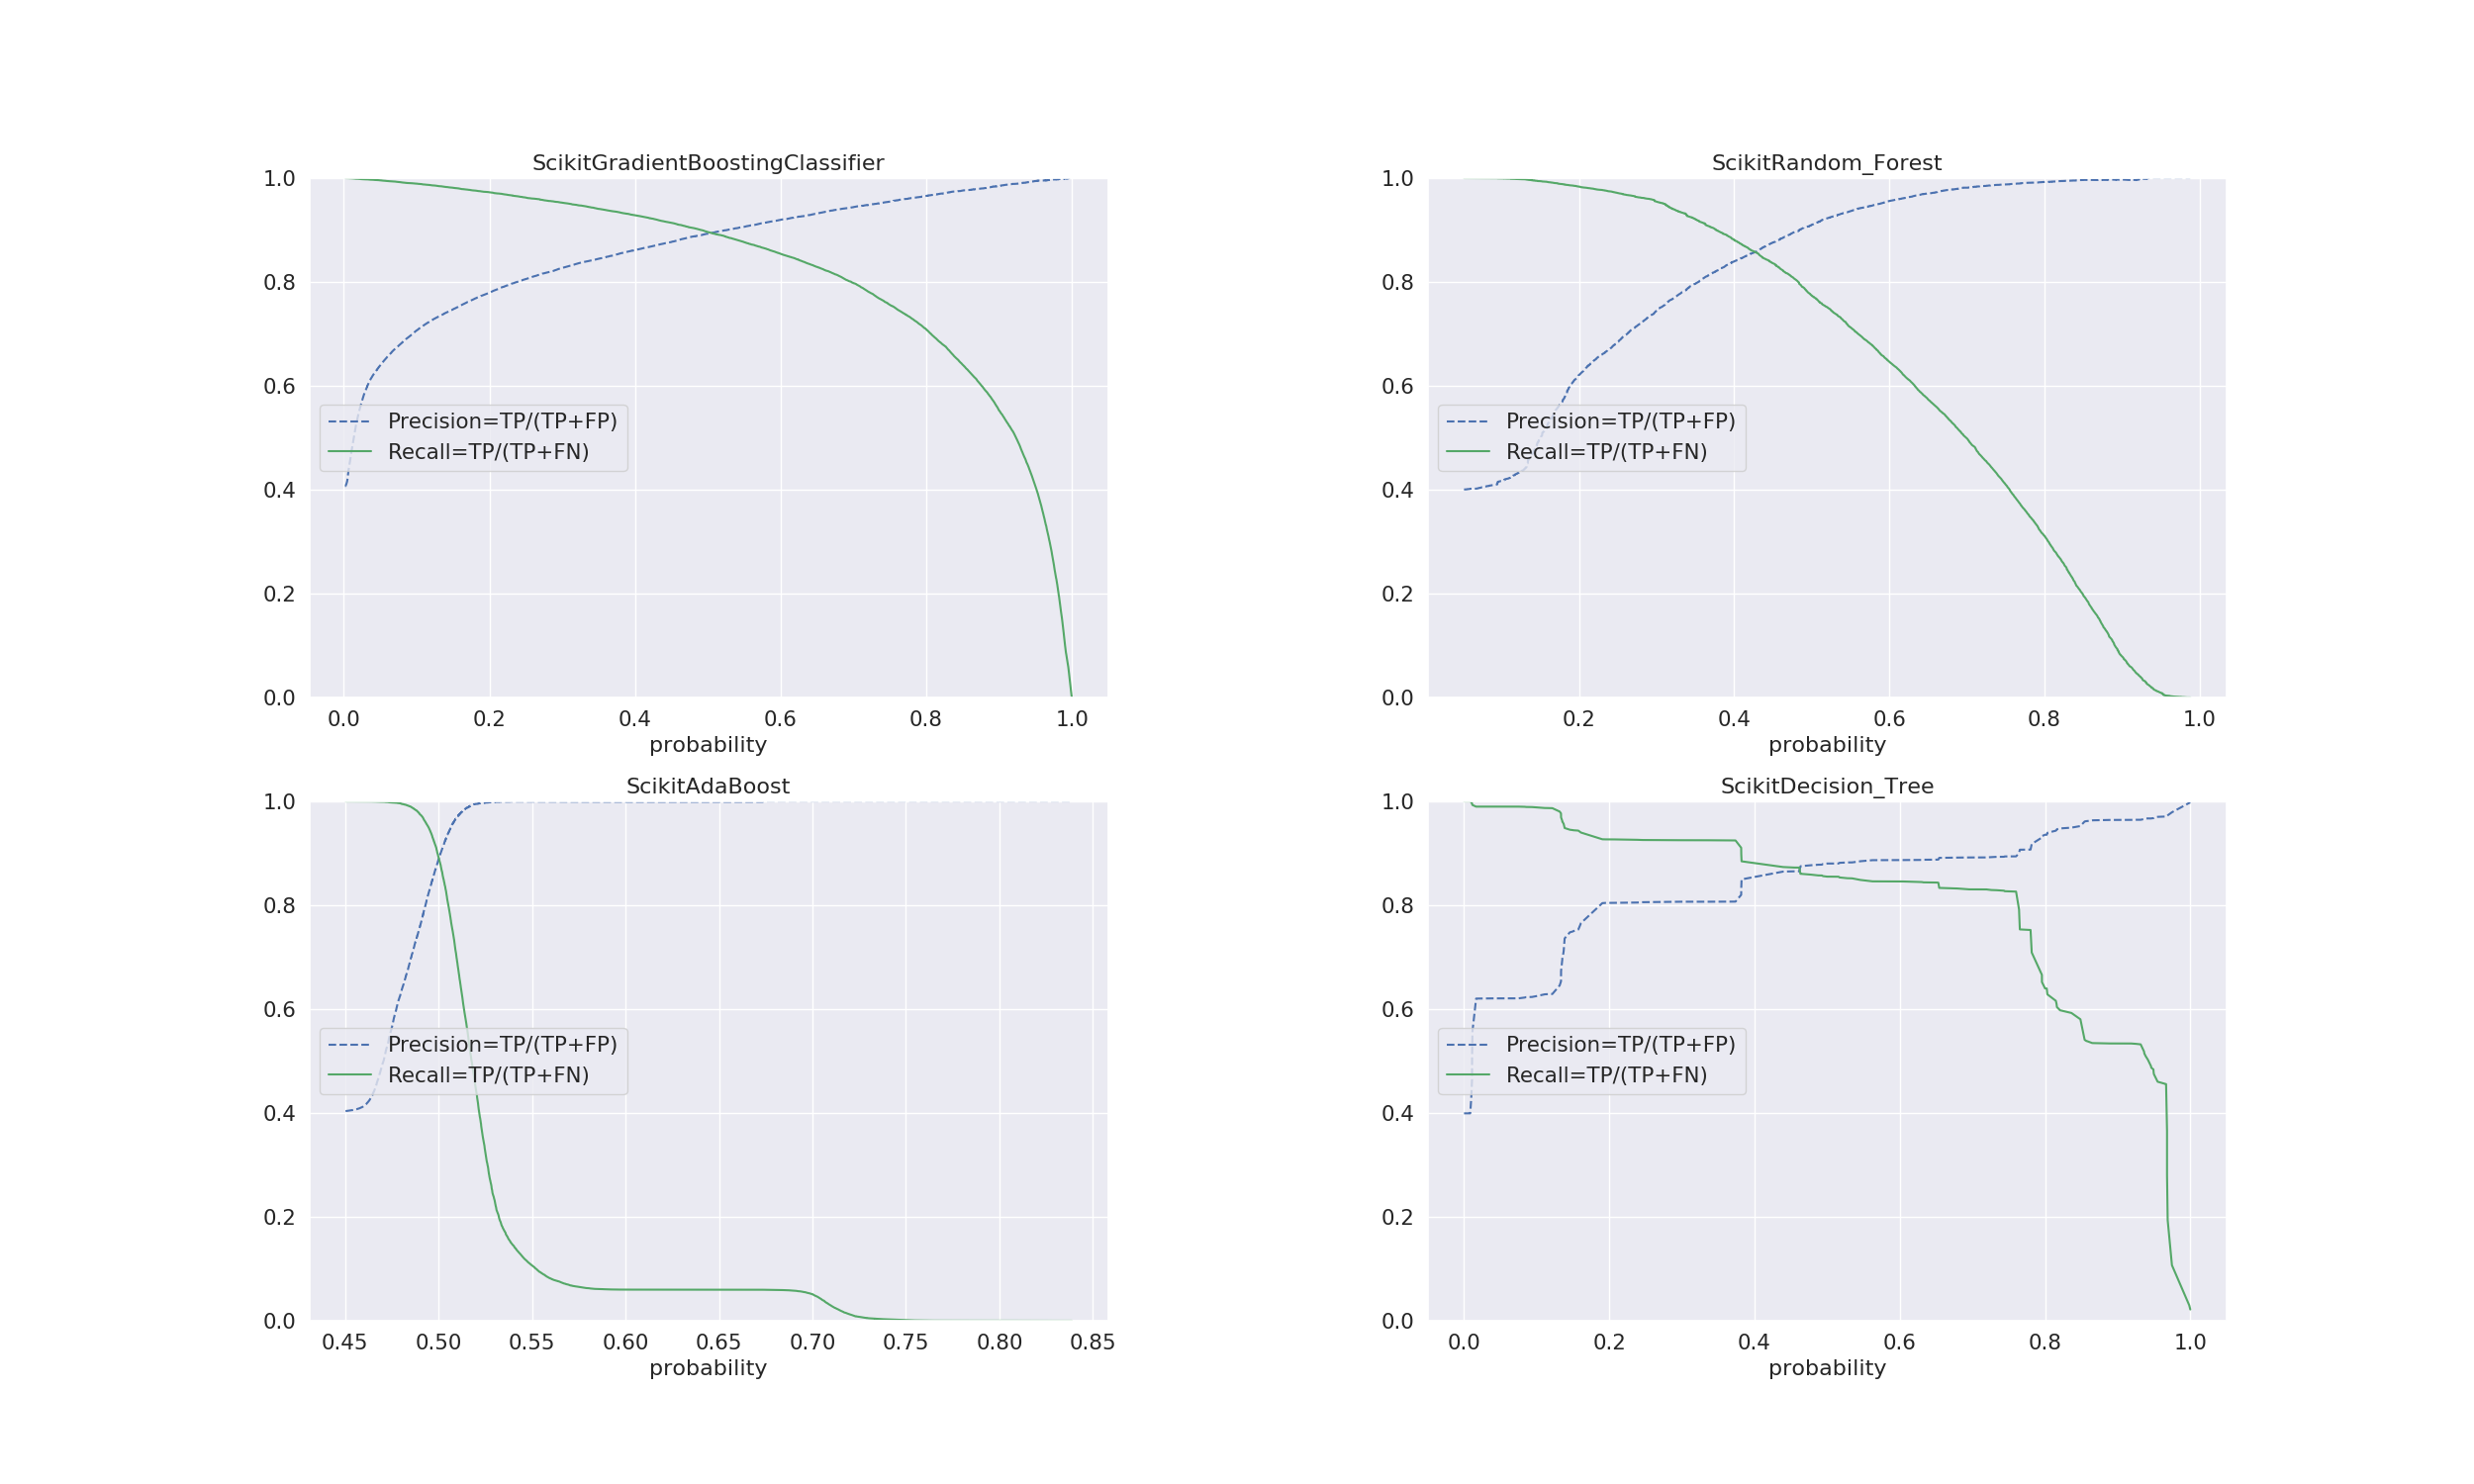 ScikitGradientBoostingClassifier
1.0
0.8
0.6
0.4
0.2
0.0
Precision=TP/(TP+FP)
Recall=TP/(TP+FN)
0.0 0.2 0.4 0.6 0.8 1.0
probability
ScikitRandom_Forest
1.0
0.8
0.6
0.4
0.2
0.0
Precision=TP/(TP+FP)
Recall=TP/(TP+FN)
0.2 0.4 0.6 0.8 1.0
probability
ScikitAdaBoost
1.0
0.8
0.6
0.4
0.2
0.0
Precision=TP/(TP+FP)
Recall=TP/(TP+FN)
0.45 0.50 0.55 0.60 0.65 0.70 0.75 0.80 0.85
probability
ScikitDecision_Tree
1.0
0.8
0.6
0.4
0.2
0.0
Precision=TP/(TP+FP)
Recall=TP/(TP+FN)
0.0 0.2 0.4 0.6 0.8 1.0
probability